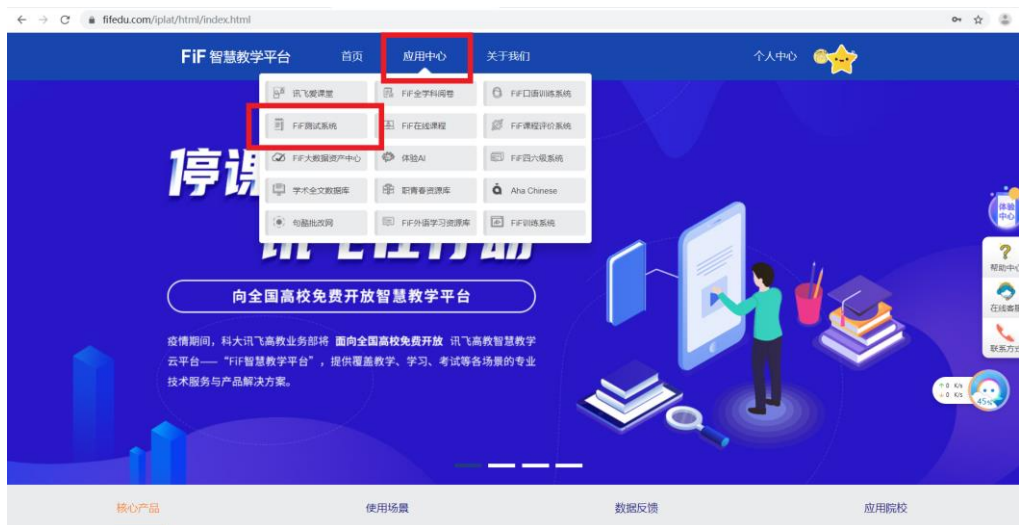 fifedu.com/iplat/html/index.html
FiF 智慧教学平台 首页 应用中心 关于我们 个人中心
讯飞爱课堂 FiF全学科阅卷 FiF口语训练系统
FiF测试系统 FiF在线课程 FiF课程评价系统
FiF大数据资产中心 体验AI FiF四六级系统
学术全文数据库 职青春资源库 Aha Chinese
句酷批改网 FiF外语学习资源库 FiF训练系统
停课
体验
中心
帮助中心
在线客服
联系方式
向全国高校免费开放智慧教学平台
疫情期间，科大讯飞高教业务部将 面向全国高校免费开放 讯飞高教智慧教学
云平台—— “FiF智慧教学平台” ，提供覆盖教学、学习、考试等各场景的专业
技术服务与产品解决方案。
0 K/s
0 K/s
45%
核心产品 使用场景 数据反馈 应用院校